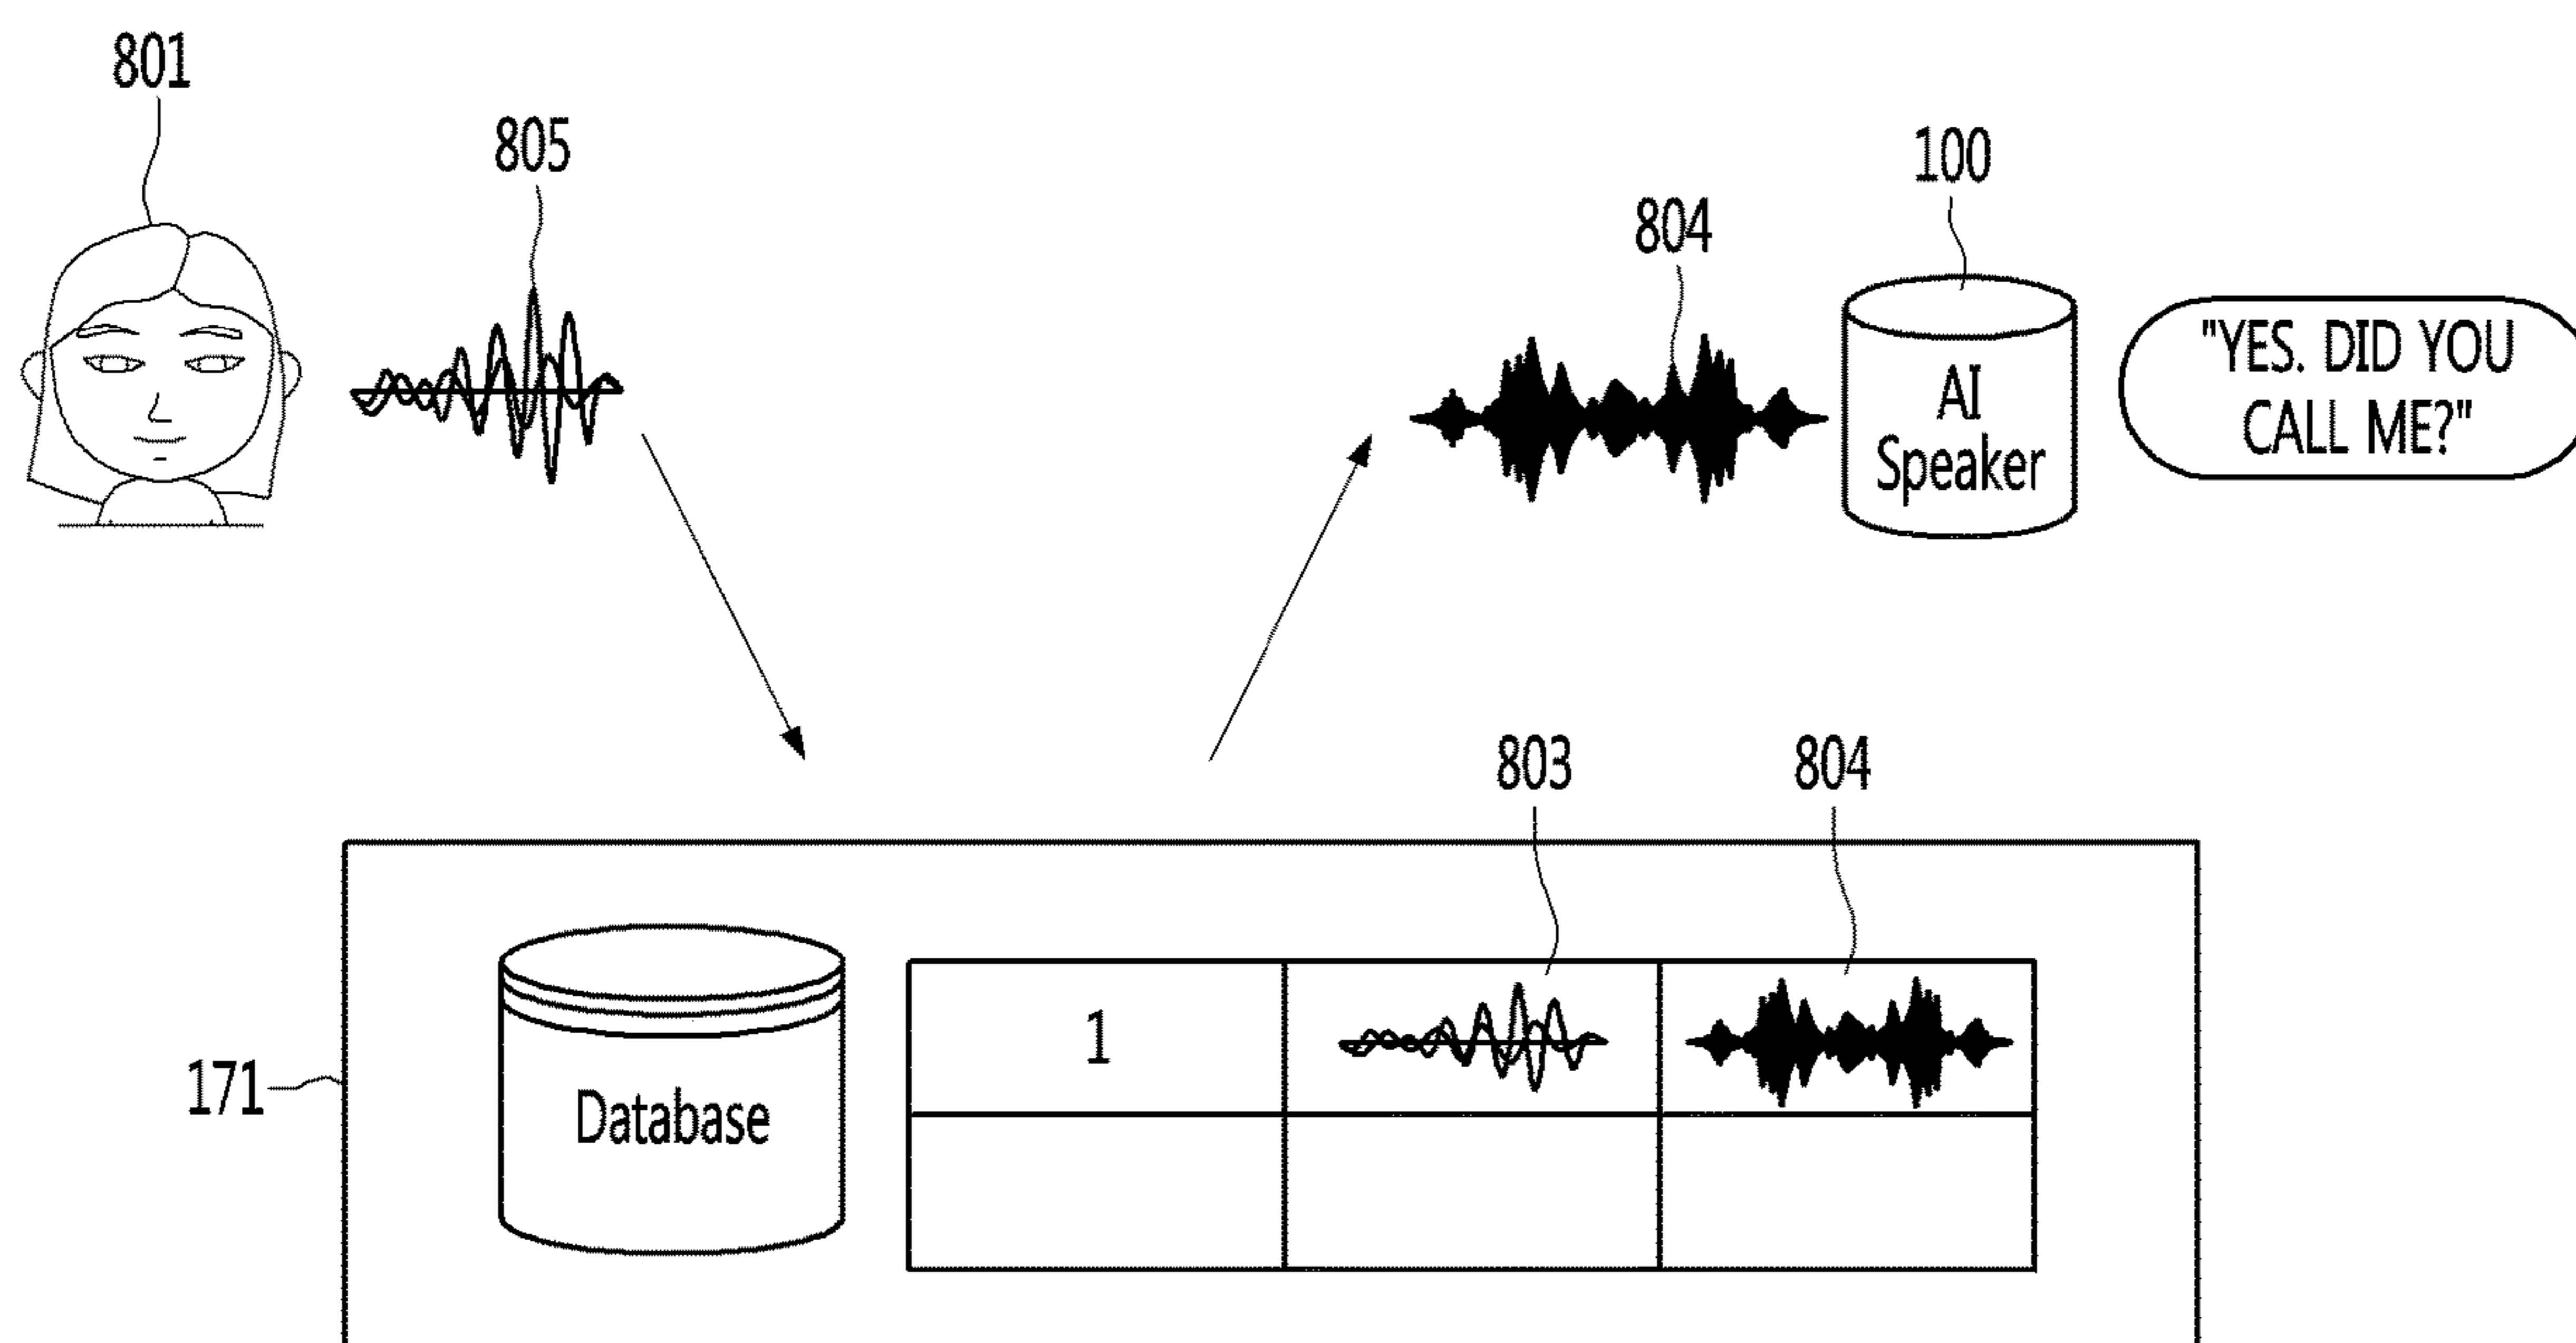 801
805
100
804
AI
Speaker
"YES. DID YOU
CALL ME?"
803
804
171
Database
1